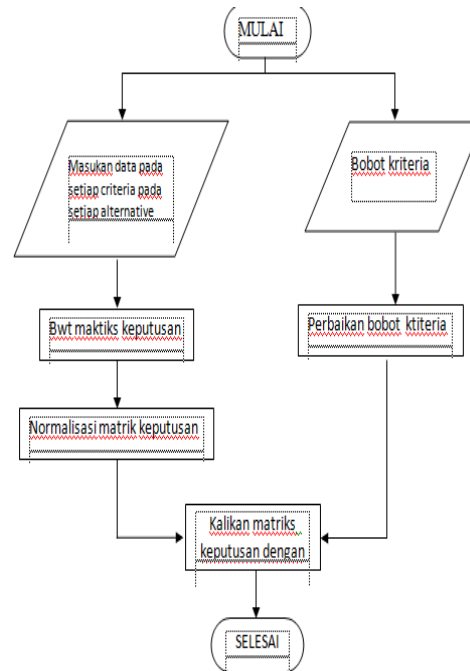 MULAI
Masukan data pada
setiap criteria pada
setiap alternative
Bobot kriteria
Bwt maktiks keputusan
Perbaikan bobot ktiteria
Normalisasi matrik keputusan
Kalikan matriks
keputusan dengan
SELESAI